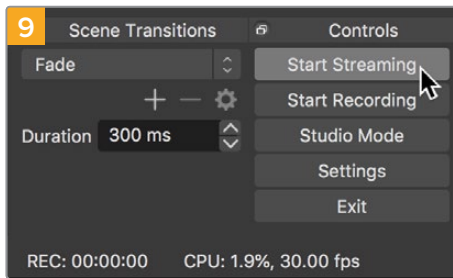 9
Scene Transitions
Controls
Fade
Start Streaming
Start Recording
Duration 300 ms
Studio Mode
Settings
Exit
REC: 00:00:00 CPU: 1.9%, 30.00 fps